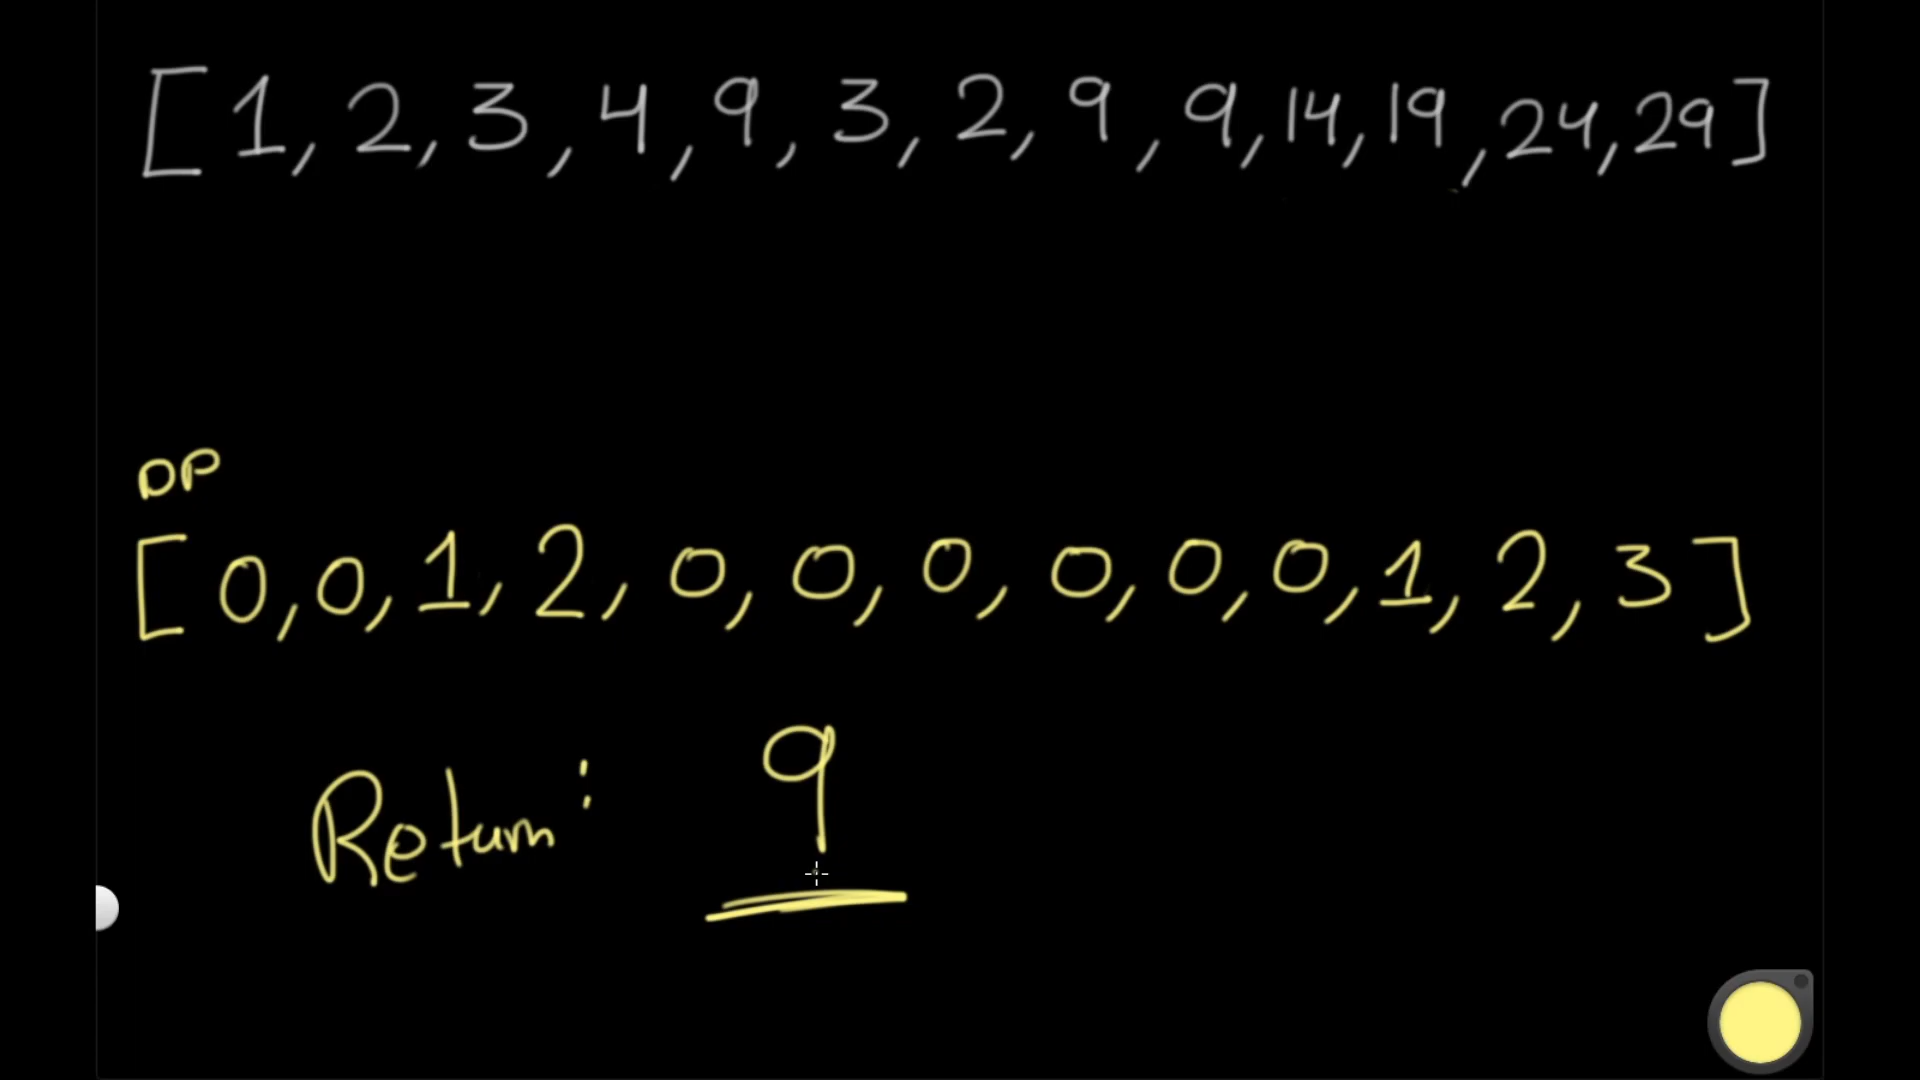 [1, 2, 3, 4, 9, 3, 2, 9, 9, 14, 19, 24, 29]
DP
[0, 0, 1, 2, 0, 0, 0, 0, 0, 0, 1, 2, 3]
Return: 9